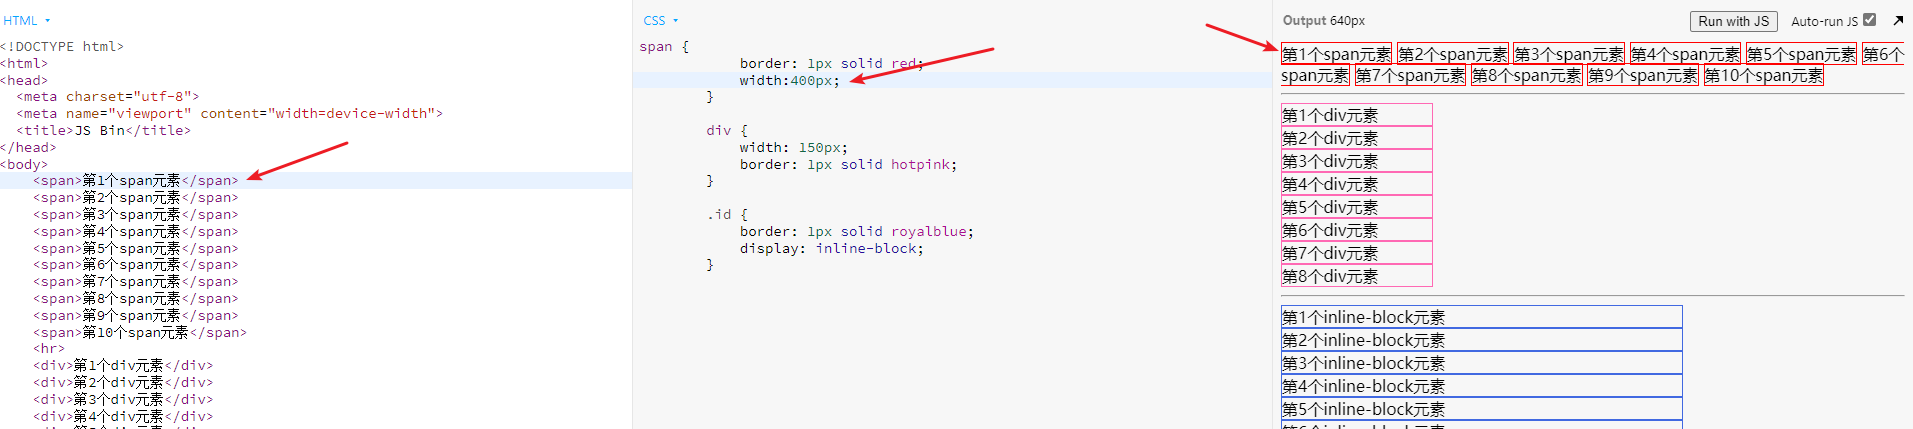 HTML
<!DOCTYPE html>
<html>
<head>
<meta charset="utf-8">
<meta name="viewport" content="width=device-width">
<title>JS Bin</title>
</head>
<body>
<span>第1个span元素</span>
<span>第2个span元素</span>
<span>第3个span元素</span>
<span>第4个span元素</span>
<span>第5个span元素</span>
<span>第6个span元素</span>
<span>第7个span元素</span>
<span>第8个span元素</span>
<span>第9个span元素</span>
<span>第10个span元素</span>
<hr>
<div>第1个div元素</div>
<div>第2个div元素</div>
<div>第3个div元素</div>
<div>第4个div元素</div>
CSS
span {
border: 1px solid red;
width:400px;
}
div {
width: 150px;
border: 1px solid hotpink;
}
.id {
border: 1px solid royalblue;
display: inline-block;
}
Output 640px
Run with JS
Auto-run JS
第1个span元素 第2个span元素 第3个span元素 第4个span元素 第5个span元素 第6个
span元素 第7个span元素 第8个span元素 第9个span元素 第10个span元素
第1个div元素
第2个div元素
第3个div元素
第4个div元素
第5个div元素
第6个div元素
第7个div元素
第8个div元素
第1个inline-block元素
第2个inline-block元素
第3个inline-block元素
第4个inline-block元素
第5个inline-block元素